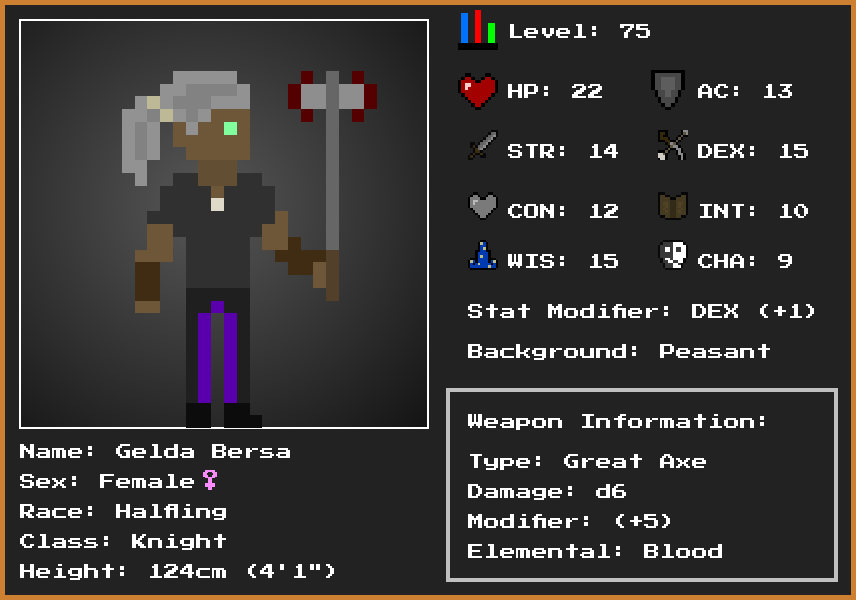 Level: 75
HP: 22
AC: 13
STR: 14
DEX: 15
CON: 12
INT: 10
WIS: 15
CHA: 9
Stat Modifier: DEX (+1)
Background: Peasant
Weapon Information:
Type: Great Axe
Damage: d6
Modifier: (+5)
Elemental: Blood
Name: Gelda Bersa
Sex: Female♀
Race: Halfling
Class: Knight
Height: 124cm (4'1")